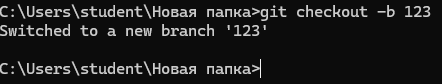 C:\Users\student\Новая папка>git checkout -b 123
Switched to a new branch '123'
C:\Users\student\Новая папка>